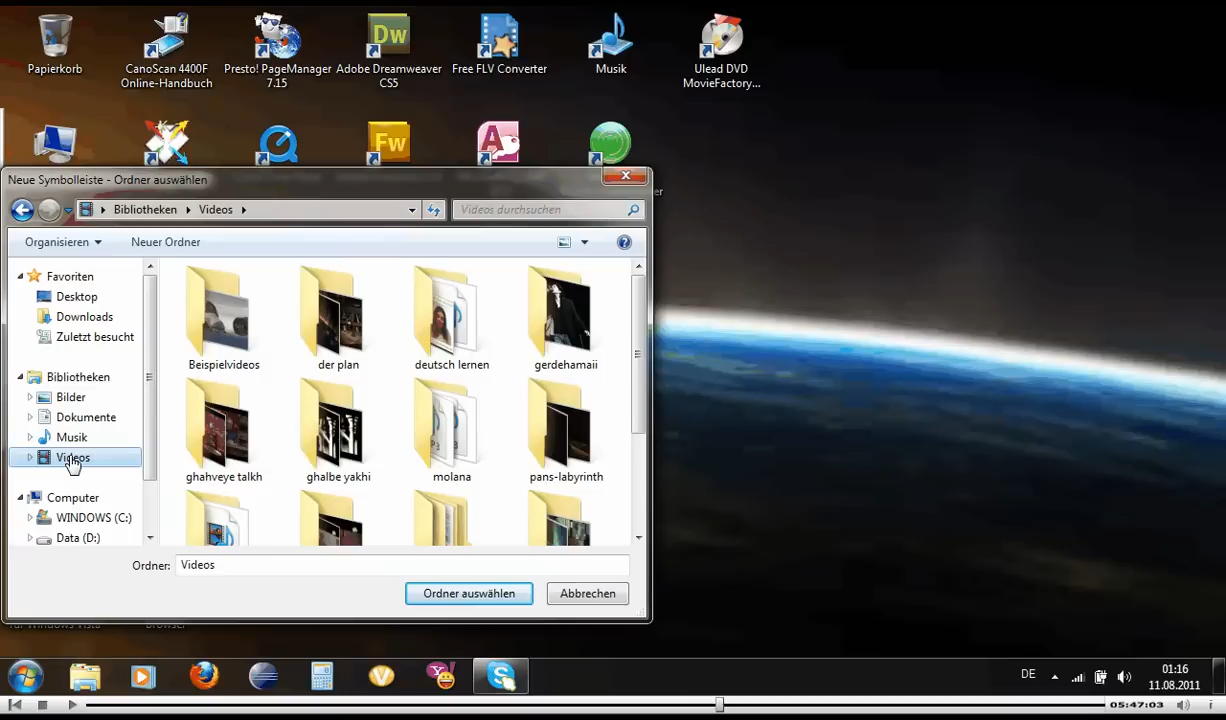 Papierkorb
CanoScan 4400F
Online-Handbuch
Presto! PageManager
7.15
Dw
Adobe Dreamweaver
CS5
Free FLV Converter
Musik
Ulead DVD
MovieFactory...
Fw
Neue Symbolleiste - Ordner auswählen
er
Bibliotheken
Videos
Videos durchsuchen
Organisieren
Neuer Ordner
Favoriten
Desktop
Downloads
Zuletzt besucht
Bibliotheken
Bilder
Dokumente
Musik
Videos
Computer
WINDOWS (C:)
Data (D:)
Beispielvideos
der plan
deutsch lernen
gerdehamaii
ghahveye talkh
ghalbe yakhi
molana
pans-labyrinth
Ordner:
Videos
Ordner auswählen
Abbrechen
DE
01:16
11.08.2011
05:47:03